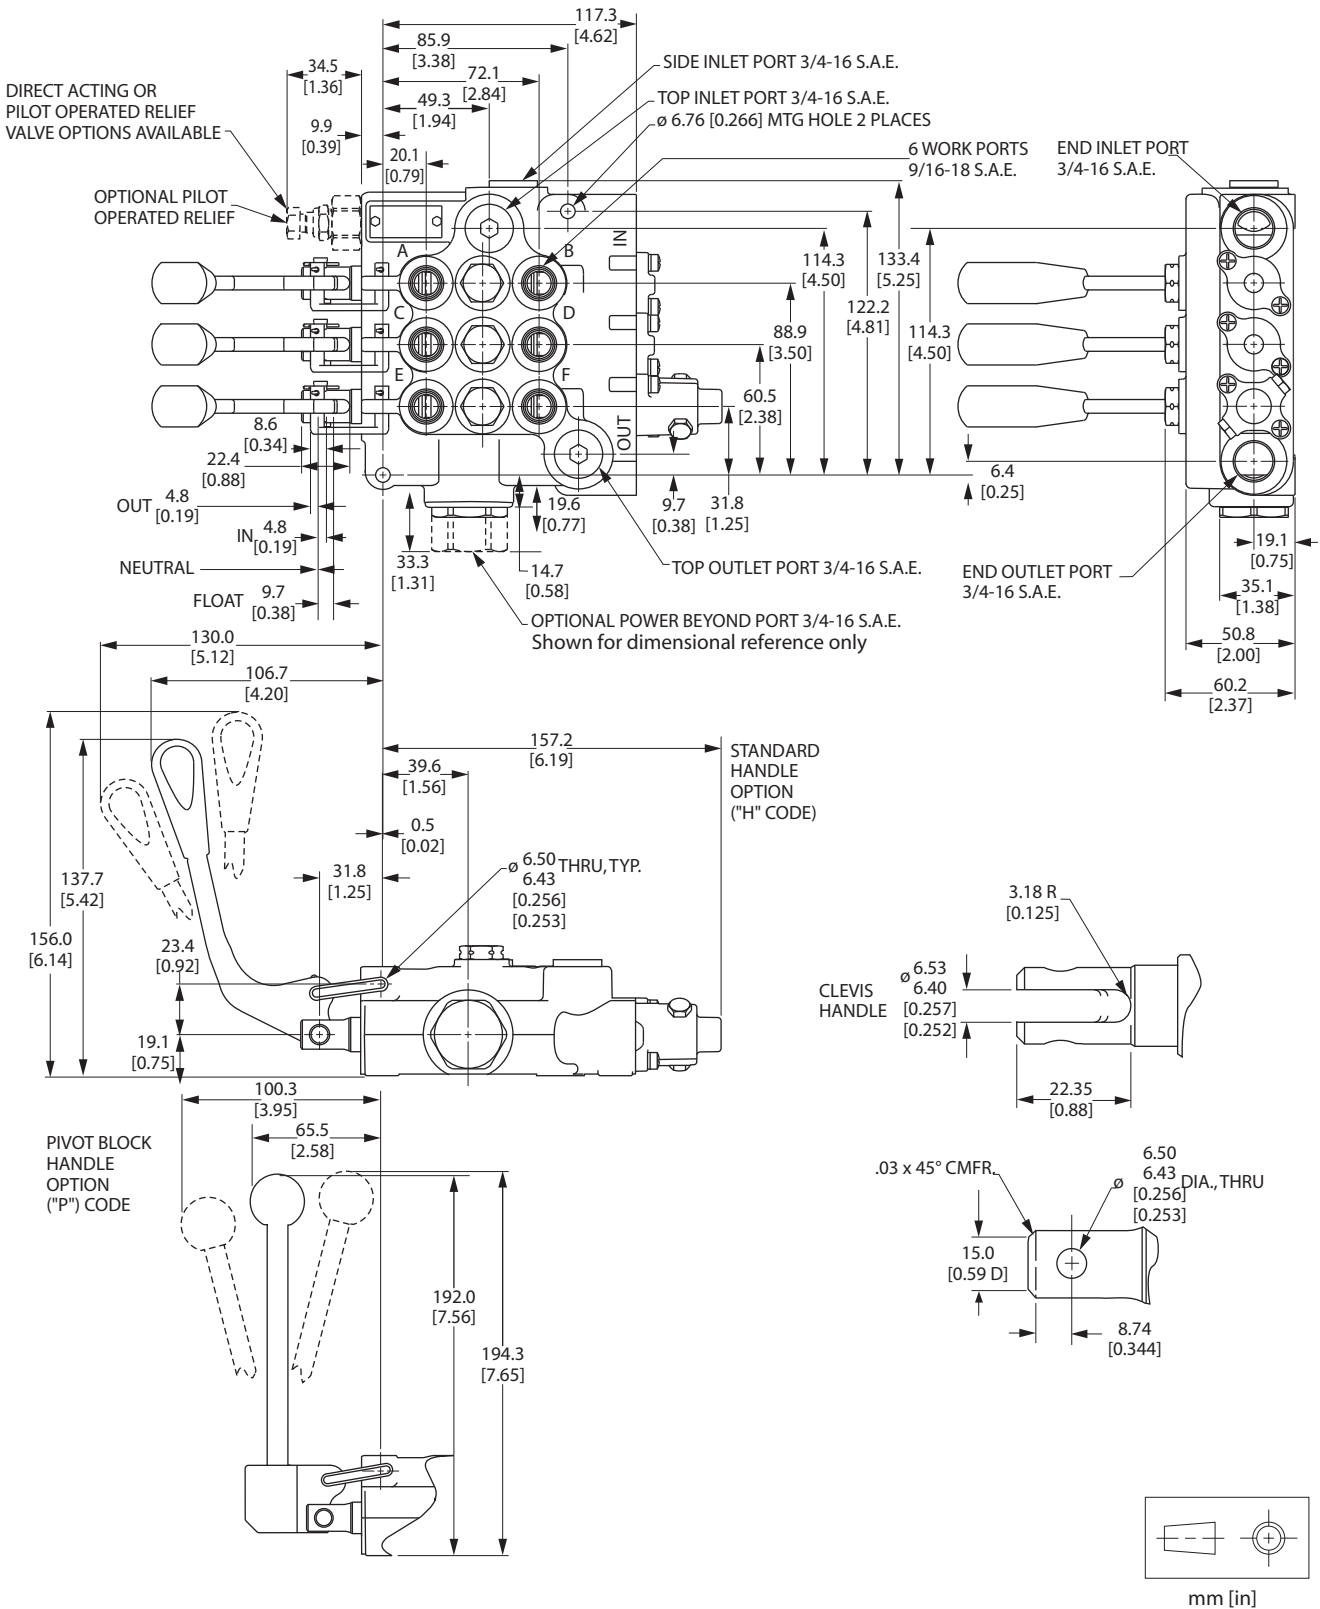 117.3
[4.62]
85.9
[3.38]
34.5
[1.36]
72.1
[2.84]
SIDE INLET PORT 3/4-16 S.A.E.
DIRECT ACTING OR
PILOT OPERATED RELIEF
VALVE OPTIONS AVAILABLE
49.3
[1.94]
TOP INLET PORT 3/4-16 S.A.E.
ø 6.76 [0.266] MTG HOLE 2 PLACES
9.9
[0.39]
20.1
[0.79]
6 WORK PORTS
9/16-18 S.A.E.
END INLET PORT
3/4-16 S.A.E.
OPTIONAL PILOT
OPERATED RELIEF
A
B
IN
C
D
E
F
OUT
114.3
[4.50]
133.4
[5.25]
122.2
[4.81]
88.9
[3.50]
114.3
[4.50]
60.5
[2.38]
8.6
[0.34]
22.4
[0.88]
OUT 4.8
[0.19]
IN 4.8
[0.19]
NEUTRAL
FLOAT 9.7
[0.38]
19.6
[0.77]
9.7
[0.38]
31.8
[1.25]
6.4
[0.25]
33.3
[1.31]
14.7
[0.58]
TOP OUTLET PORT 3/4-16 S.A.E.
END OUTLET PORT
3/4-16 S.A.E.
19.1
[0.75]
35.1
[1.38]
50.8
[2.00]
60.2
[2.37]
OPTIONAL POWER BEYOND PORT 3/4-16 S.A.E.
Shown for dimensional reference only
130.0
[5.12]
106.7
[4.20]
157.2
[6.19]
STANDARD
HANDLE
OPTION
("H" CODE)
39.6
[1.56]
0.5
[0.02]
31.8
[1.25]
ø 6.50 THRU, TYP.
6.43
[0.256]
[0.253]
137.7
[5.42]
156.0
[6.14]
23.4
[0.92]
19.1
[0.75]
3.18 R
[0.125]
CLEVIS
HANDLE
ø 6.53
6.40
[0.257]
[0.252]
22.35
[0.88]
100.3
[3.95]
65.5
[2.58]
PIVOT BLOCK
HANDLE
OPTION
("P") CODE
.03 x 45° CMFR.
6.50
ø 6.43 DIA., THRU
[0.256]
[0.253]
15.0
[0.59 D]
8.74
[0.344]
192.0
[7.56]
194.3
[7.65]
mm [in]